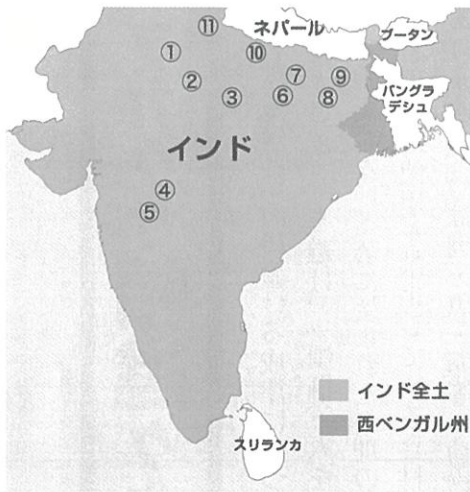 ⑪
ネパール
ブータン
①
⑩
②
⑦
⑨
③
⑥
⑧
バングラ
デシュ
インド
④
⑤
インド全土
西ベンガル州
スリランカ